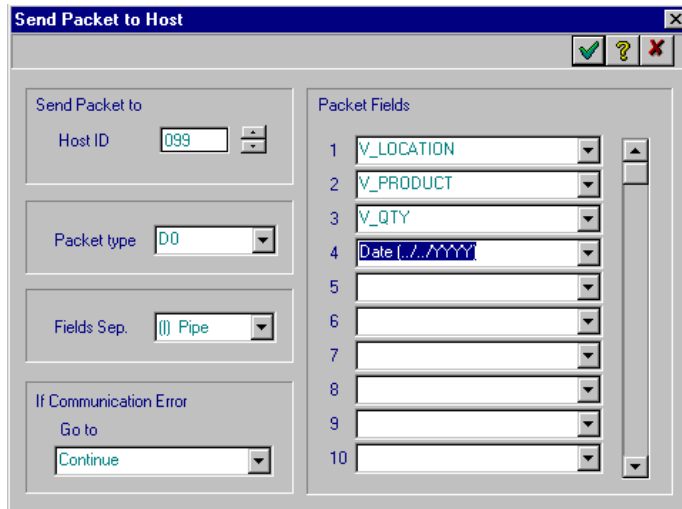 Send Packet to Host
Send Packet to
Host ID 099
Packet type D0
Fields Sep. (|) Pipe
If Communication Error
Go to
Continue
Packet Fields
1 V_LOCATION
2 V_PRODUCT
3 V_QTY
4 Date (../../YYYY)
5
6
7
8
9
10